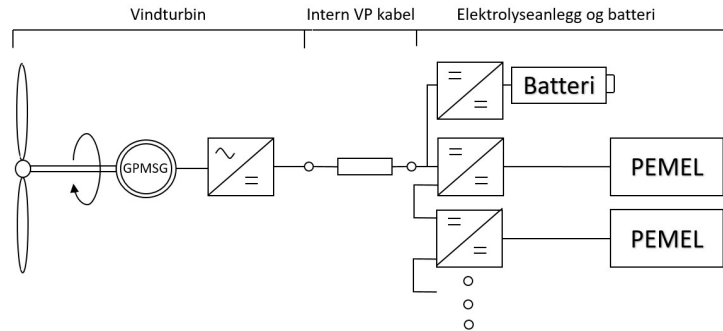 Vindturbin
Intern VP kabel
Elektrolyseanlegg og batteri
Batteri
GPMSG
PEMEL
PEMEL